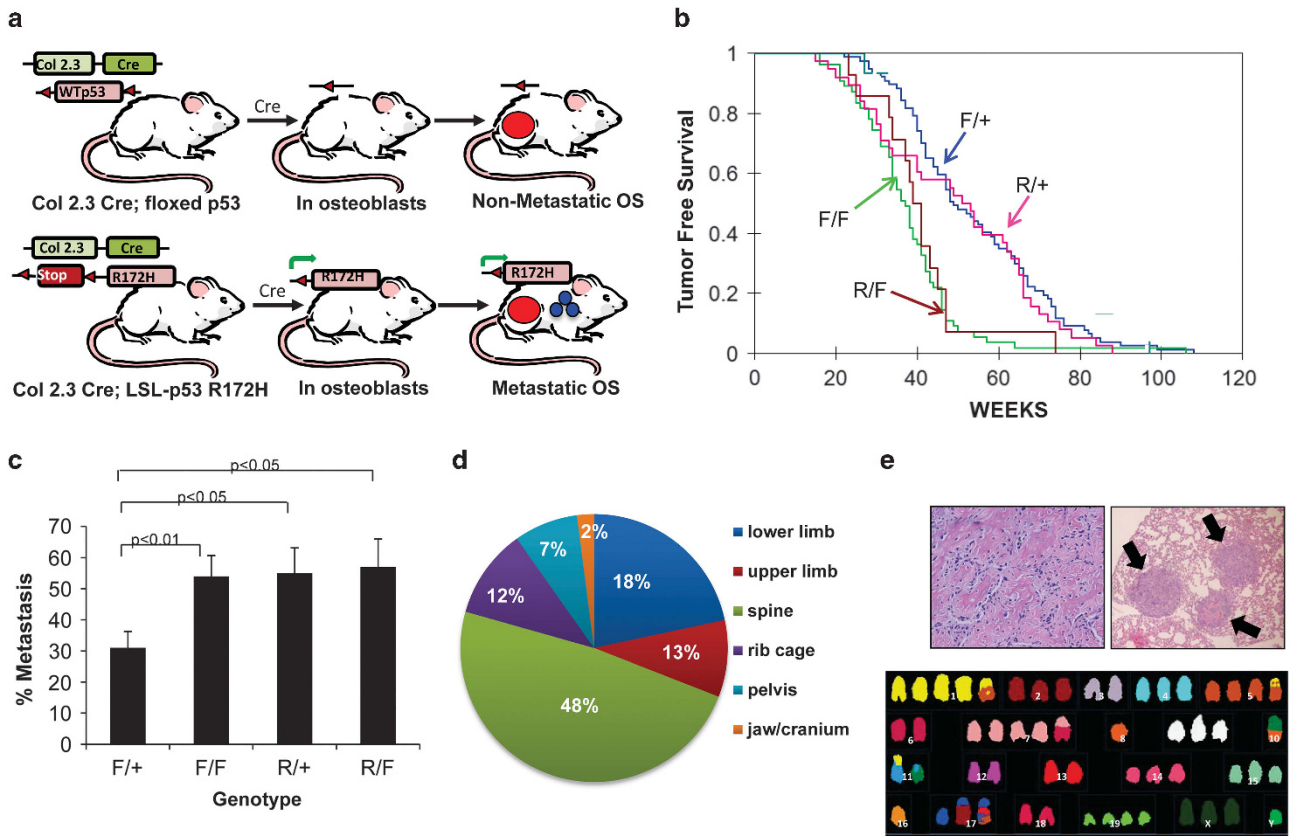 a
Col 2.3 Cre
WTp53
Cre
Col 2.3 Cre; floxed p53
In osteoblasts
Non-Metastatic OS
Col 2.3 Cre
Stop R172H
Cre
R172H
R172H
Col 2.3 Cre; LSL-p53 R172H
In osteoblasts
Metastatic OS
b
Tumor Free Survival
1
0.8
0.6
0.4
0.2
0
F/+
R/+
F/F
R/F
0 20 40 60 80 100 120
WEEKS
c
p<0.05
p<0.05
p<0.01
% Metastasis
70
60
50
40
30
20
10
0
F/+ F/F R/+ R/F
Genotype
d
2%
7%
18%
12%
13%
48%
lower limb
upper limb
spine
rib cage
pelvis
jaw/cranium
e
1 2 3 4 5
6 7 8 10
11 12 13 14 15
16 17 18 19 X Y